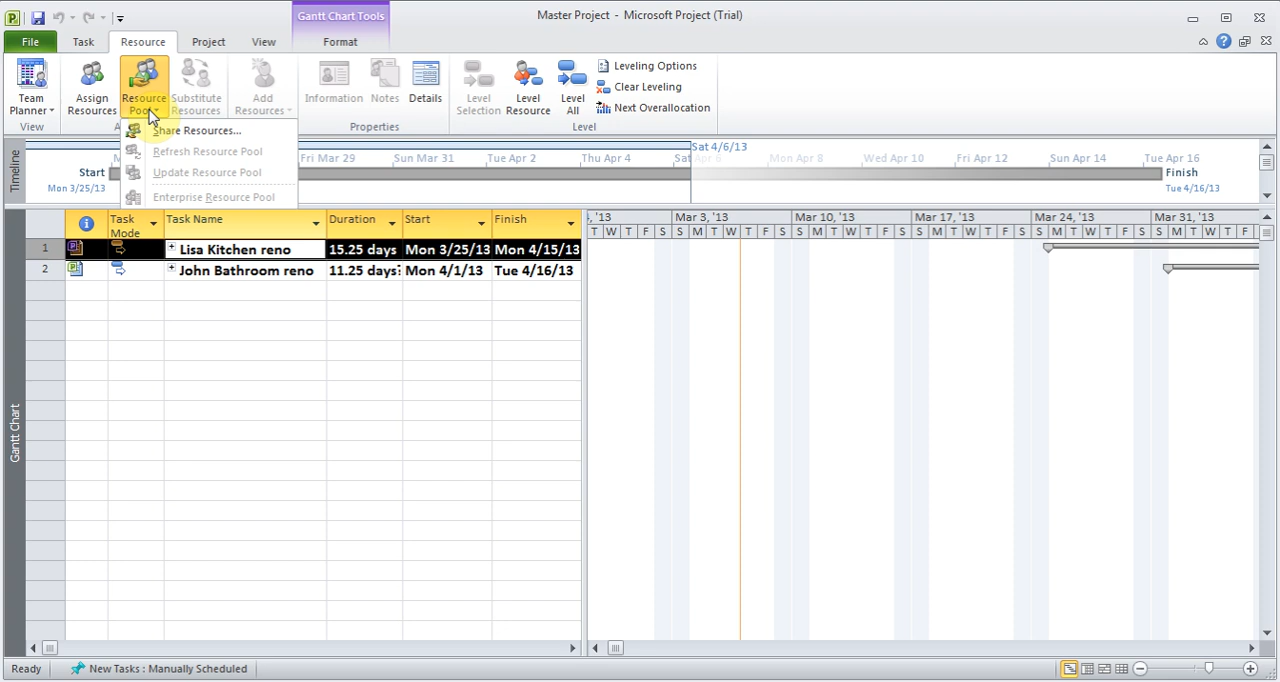 Gantt Chart Tools
Master Project - Microsoft Project (Trial)
File Task Resource Project View Format
Team Planner
Assign Resources
Resource Pool
Substitute Resources
Add Resources
Information
Notes
Details
Level Selection
Level Resource
Level All
Leveling Options
Clear Leveling
Next Overallocation
View
A
Properties
Level
Share Resources...
Refresh Resource Pool
Update Resource Pool
Enterprise Resource Pool
Timeline
Sat 4/6/13
M Fri Mar 29 Sun Mar 31 Tue Apr 2 Thu Apr 4 Sat Apr 6 Mon Apr 8 Wed Apr 10 Fri Apr 12 Sun Apr 14 Tue Apr 16
Start
Mon 3/25/13
Finish
Tue 4/16/13
Task Mode Task Name Duration Start Finish
, '13 Mar 3, '13 Mar 10, '13 Mar 17, '13 Mar 24, '13 Mar 31, '13
T W T F S S M T W T F S S M T W T F S S M T W T F S S M T W T F S S M T W T F
1 Lisa Kitchen reno 15.25 days Mon 3/25/13 Mon 4/15/13
2 John Bathroom reno 11.25 days? Mon 4/1/13 Tue 4/16/13
Gantt Chart
Ready New Tasks : Manually Scheduled